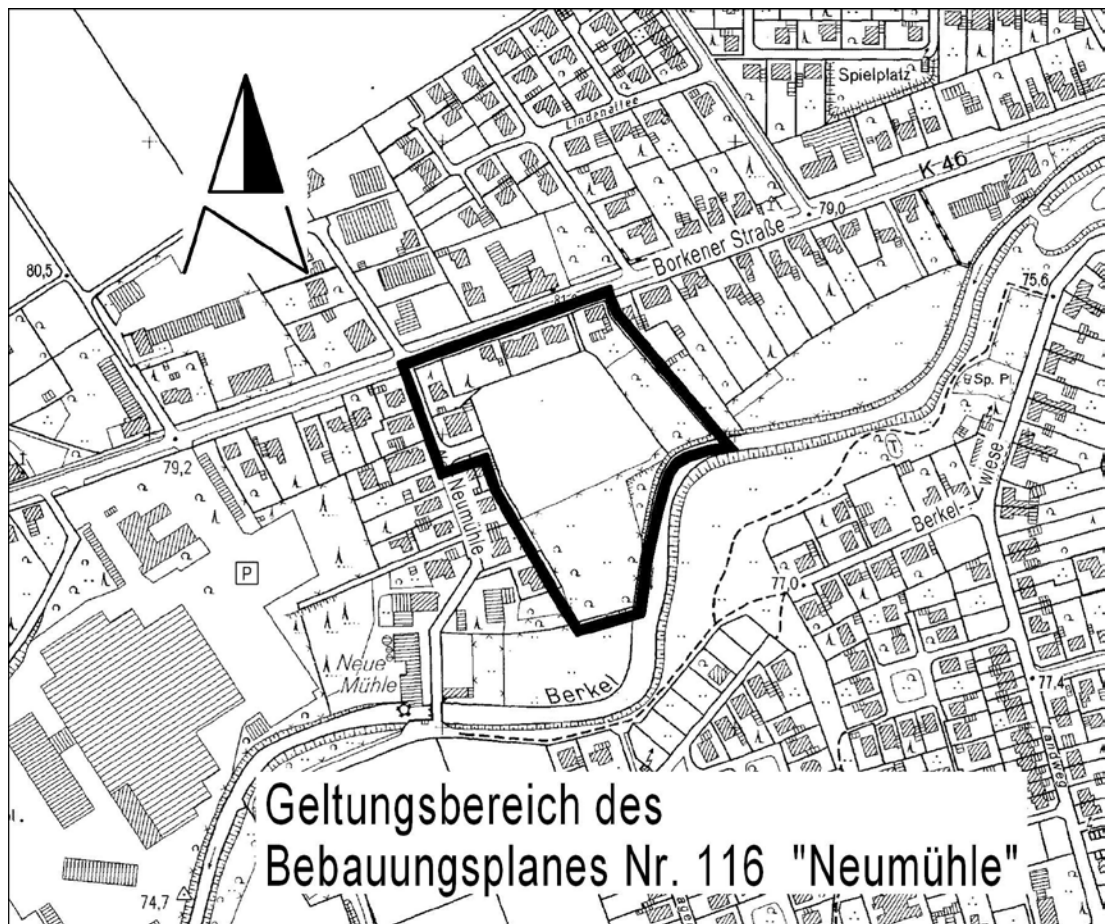 Spielplatz
Lindenallee
K 46
79,0
Borkener Straße
80,5
75,6
Sp. Pl.
79,2
Neumühle
Wiese
Berkel-
P
77,0
Neue
Mühle
Berkel
77,4
Geltungsbereich des
Bebauungsplanes Nr. 116 "Neumühle"
74,7